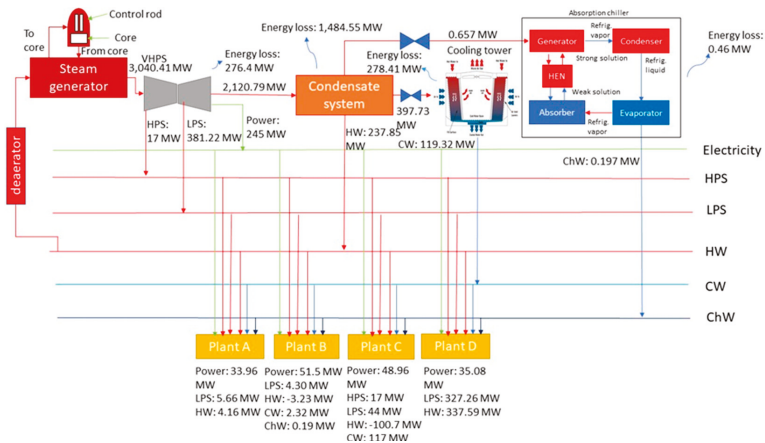 Control rod
Core
To
core
From core
Steam
generator
deaerator
VHPS
3,040.41 MW
Energy loss:
276.4 MW
2,120.79 MW
HPS:
17 MW
LPS:
381.22 MW
Power:
245 MW
Energy loss: 1,484.55 MW
Condensate
system
Energy loss:
278.41 MW
397.73
MW
HW: 237.85
MW
CW: 119.32 MW
0.657 MW
Cooling tower
Absorption chiller
Generator
Refrig.
vapor
Condenser
Strong solution
HEN
Refrig.
liquid
Weak solution
Absorber
Refrig.
vapor
Evaporator
Energy loss:
0.46 MW
ChW: 0.197 MW
Electricity
HPS
LPS
HW
CW
ChW
Plant A
Plant B
Plant C
Plant D
Power: 33.96
MW
LPS: 5.66 MW
HW: 4.16 MW
Power: 51.5 MW
LPS: 4.30 MW
HW: -3.23 MW
CW: 2.32 MW
ChW: 0.19 MW
Power: 48.96
MW
HPS: 17 MW
LPS: 44 MW
HW: -100.7 MW
CW: 117 MW
Power: 35.08
MW
LPS: 327.26 MW
HW: 337.59 MW